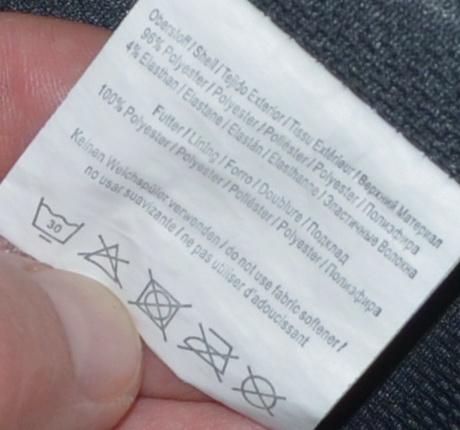 Oberstoff / Shell / Tejido Exterior / Tissu Extérieur / Верхний Материал
96% Polyester / Polyester / Poliéster / Polyester / Полиэфира
4% Elasthan / Elastane / Elastán / Elasthanne / Эластичные Волокна
Futter / Lining / Forro / Doublure / Подклад
100% Polyester / Polyester / Poliéster / Polyester / Полиэфира
Keinen Weichspüler verwenden / do not use fabric softener /
no usar suavizante / ne pas utiliser d'adoucissant
30